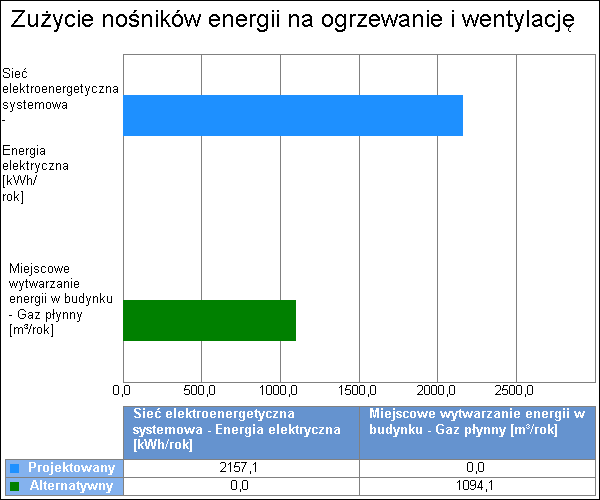 Zużycie nośników energii na ogrzewanie i wentylację
Sieć
elektroenergetyczna
systemowa
-
Energia
elektryczna
[kWh/
rok]
Miejscowe
wytwarzanie
energii w budynku
- Gaz płynny
[m³/rok]
0,0 500,0 1000,0 1500,0 2000,0 2500,0
Sieć elektroenergetyczna
systemowa - Energia elektryczna
[kWh/rok]
Miejscowe wytwarzanie energii w
budynku - Gaz płynny [m³/rok]
Projektowany 2157,1 0,0
Alternatywny 0,0 1094,1